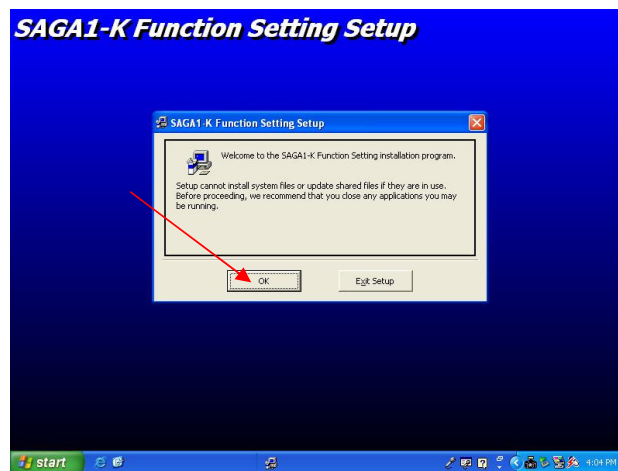 SAGA1-K Function Setting Setup
SAGA1-K Function Setting Setup
Welcome to the SAGA1-K Function Setting installation program.
Setup cannot install system files or update shared files if they are in use.
Before proceeding, we recommend that you close any applications you may
be running.
OK
Exit Setup
start
4:04 PM